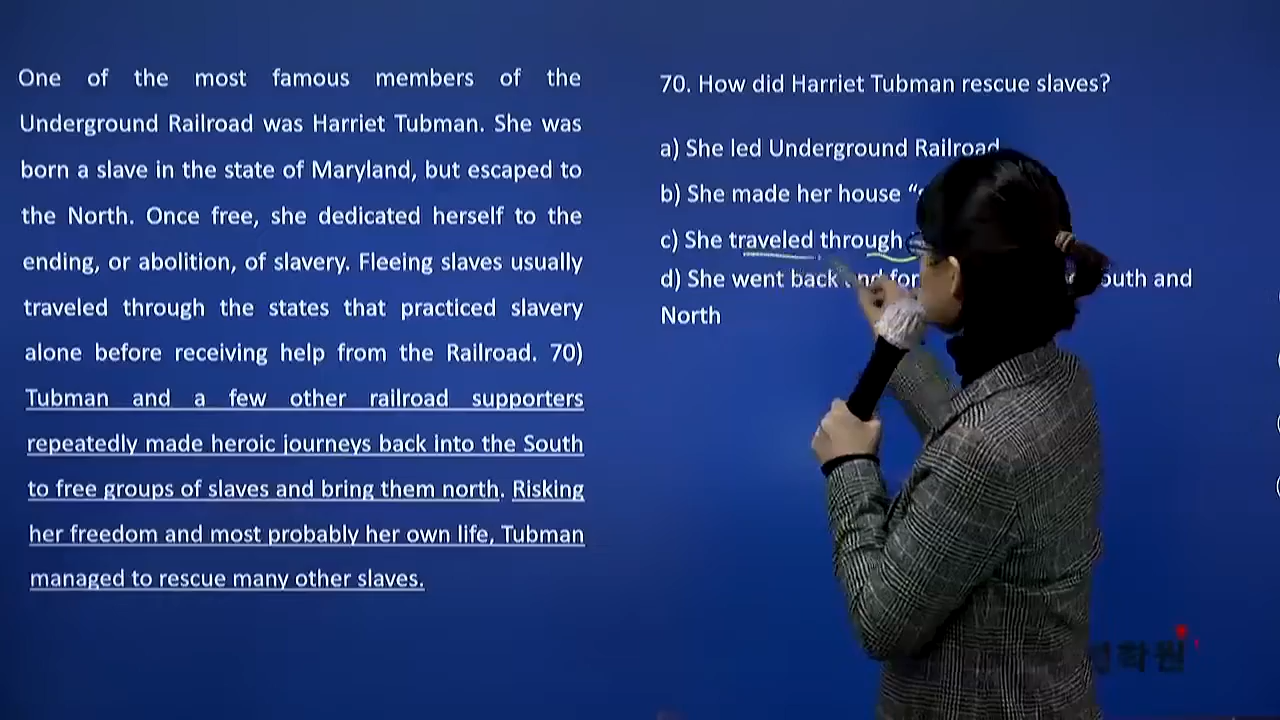 One of the most famous members of the
Underground Railroad was Harriet Tubman. She was
born a slave in the state of Maryland, but escaped to
the North. Once free, she dedicated herself to the
ending, or abolition, of slavery. Fleeing slaves usually
traveled through the states that practiced slavery
alone before receiving help from the Railroad. 70)
Tubman and a few other railroad supporters
repeatedly made heroic journeys back into the South
to free groups of slaves and bring them north. Risking
her freedom and most probably her own life, Tubman
managed to rescue many other slaves.
70. How did Harriet Tubman rescue slaves?
a) She led Underground Railroad
b) She made her house
c) She traveled through
d) She went back and South and
North